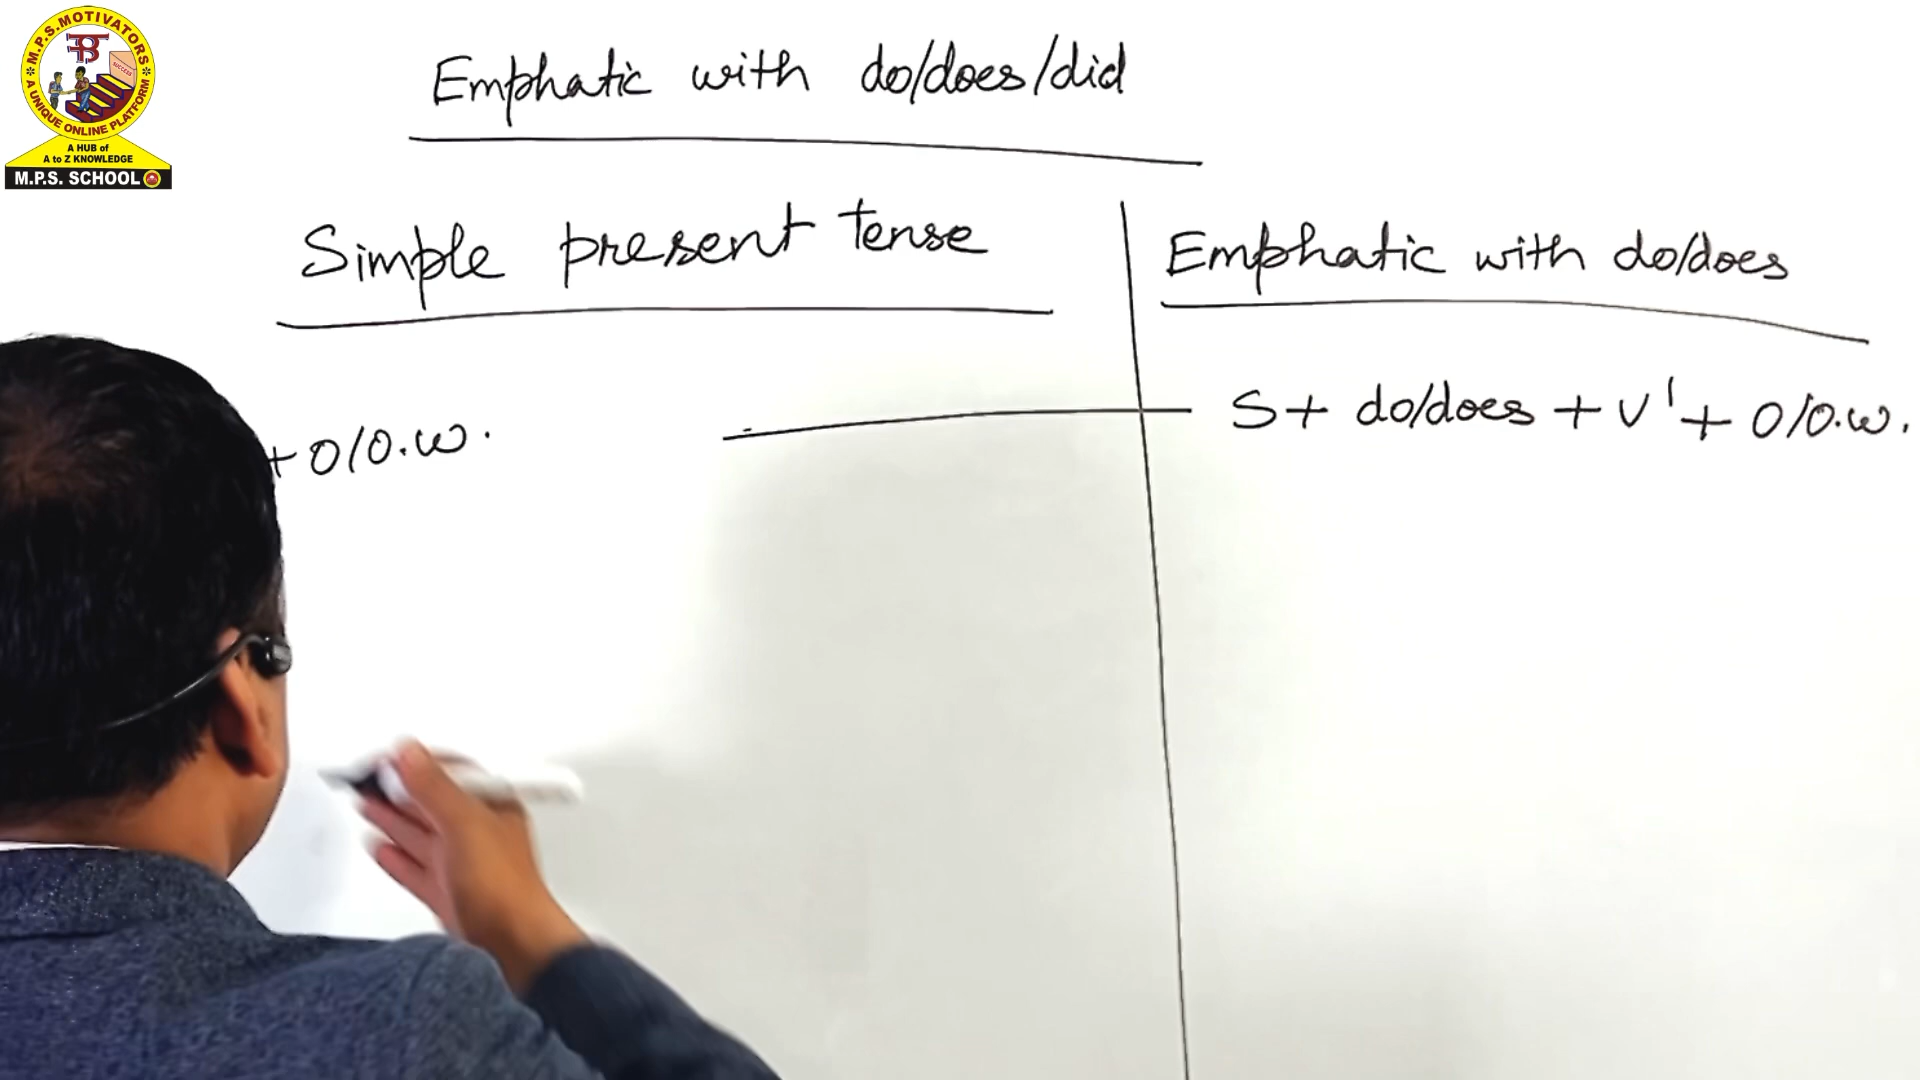 M.P.S. MOTIVATORS
SUCCESS
A UNIQUE ONLINE PLATFORM
A HUB of
A to Z KNOWLEDGE
M.P.S. SCHOOL
Emphatic with do/does/did
Simple present tense
Emphatic with do/does
+ O/O.W.
S + do/does + V¹ + O/O.W.